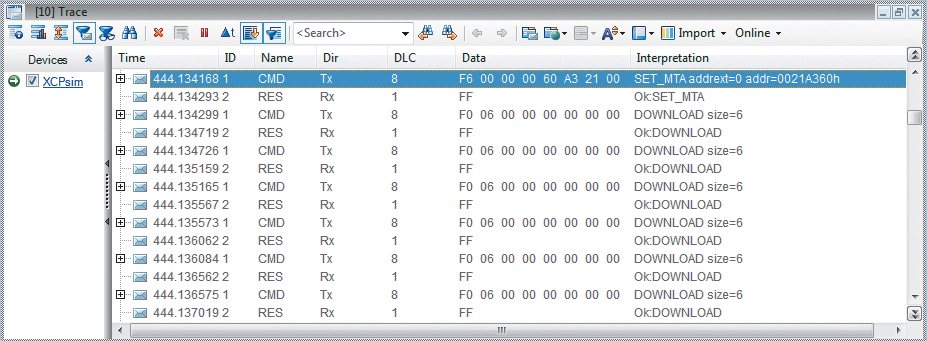 [10] Trace
<Search>
Import
Online
Devices
Time ID Name Dir DLC Data Interpretation
XCPsim
444.134168 1 CMD Tx 8 F6 00 00 00 60 A3 21 00 SET_MTA addrext=0 addr=0021A360h
444.134293 2 RES Rx 1 FF Ok:SET_MTA
444.134299 1 CMD Tx 8 F0 06 00 00 00 00 00 00 DOWNLOAD size=6
444.134719 2 RES Rx 1 FF Ok:DOWNLOAD
444.134726 1 CMD Tx 8 F0 06 00 00 00 00 00 00 DOWNLOAD size=6
444.135159 2 RES Rx 1 FF Ok:DOWNLOAD
444.135165 1 CMD Tx 8 F0 06 00 00 00 00 00 00 DOWNLOAD size=6
444.135567 2 RES Rx 1 FF Ok:DOWNLOAD
444.135573 1 CMD Tx 8 F0 06 00 00 00 00 00 00 DOWNLOAD size=6
444.136062 2 RES Rx 1 FF Ok:DOWNLOAD
444.136084 1 CMD Tx 8 F0 06 00 00 00 00 00 00 DOWNLOAD size=6
444.136562 2 RES Rx 1 FF Ok:DOWNLOAD
444.136575 1 CMD Tx 8 F0 06 00 00 00 00 00 00 DOWNLOAD size=6
444.137019 2 RES Rx 1 FF Ok:DOWNLOAD